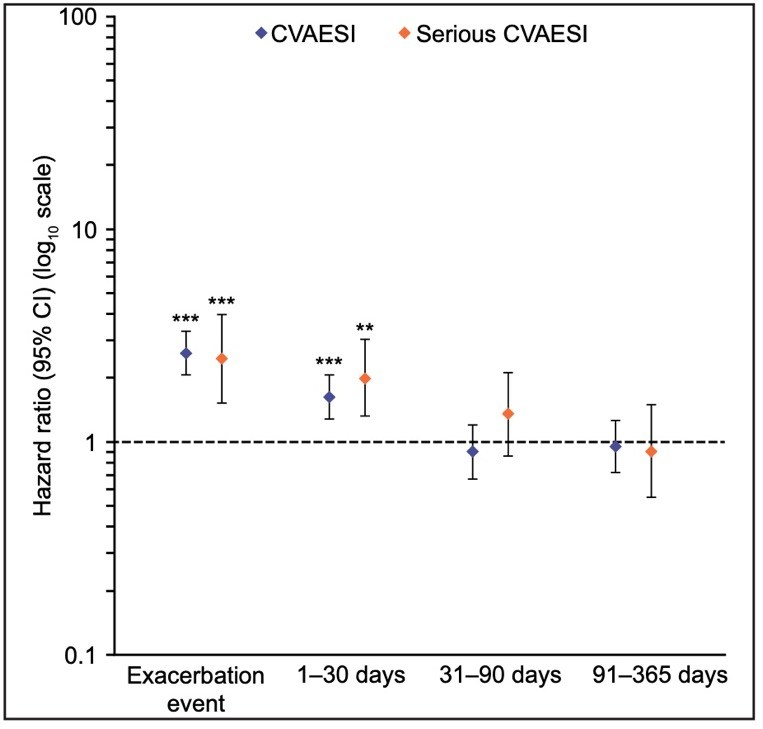 100
CVAESI
Serious CVAESI
Hazard ratio (95% CI) (log10 scale)
10
***
***
***
**
1
0.1
Exacerbation
event
1–30 days
31–90 days
91–365 days